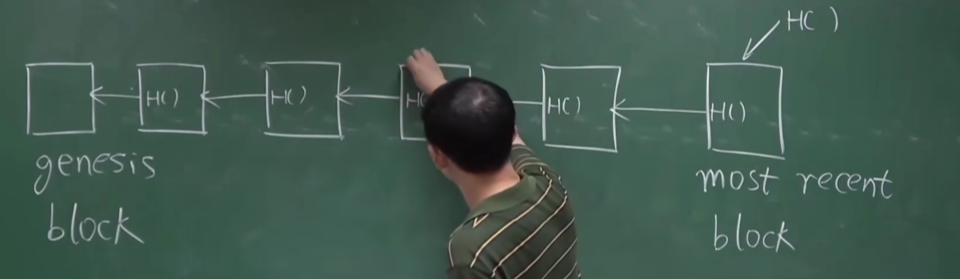 H( )
H( )
H( )
H( )
H( )
genesis
block
most recent
block